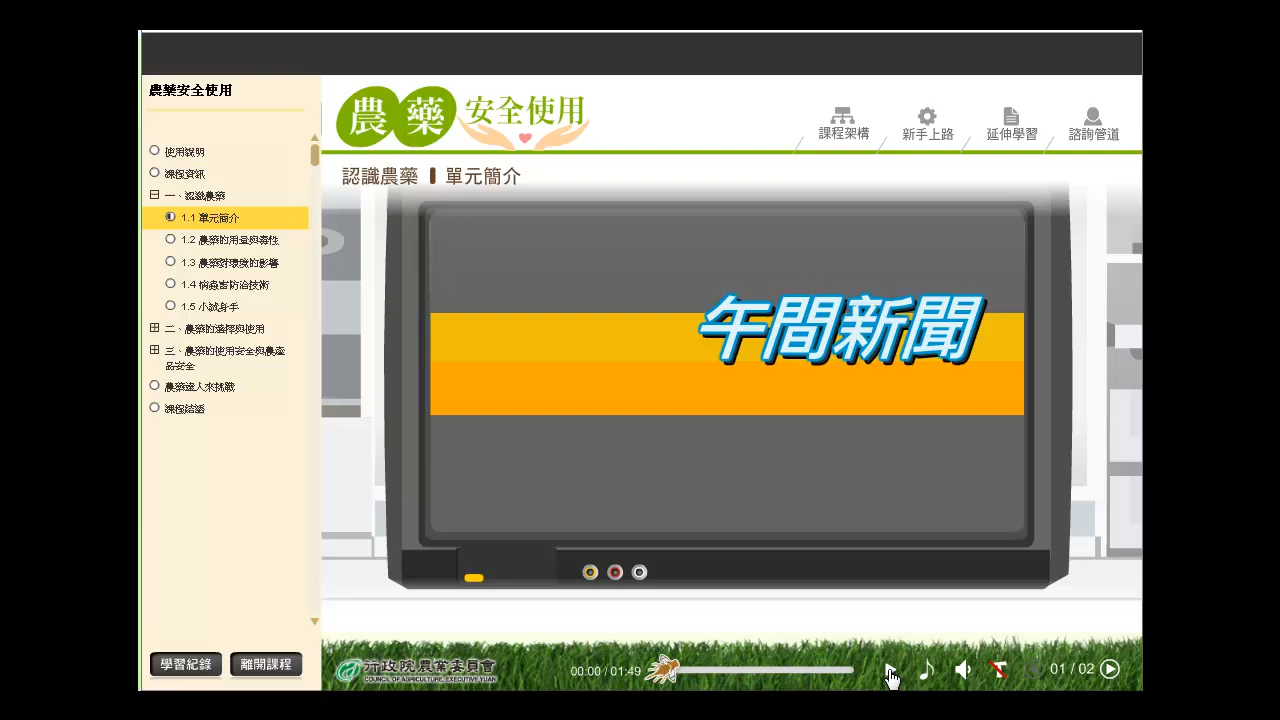 農藥安全使用
使用說明
課程資訊
一、認識農藥
1.1 單元簡介
1.2 農藥的用量與毒性
1.3 農藥對環境的影響
1.4 病蟲害防治技術
1.5 小試身手
二、農藥的選擇與使用
三、農藥的使用安全與農產
品安全
農藥達人來挑戰
課程結語
學習紀錄
離開課程
農藥安全使用
課程架構
新手上路
延伸學習
諮詢管道
認識農藥 單元簡介
午間新聞
行政院農業委員會
COUNCIL OF AGRICULTURE, EXECUTIVE YUAN
00:00 / 01:49
01 / 02